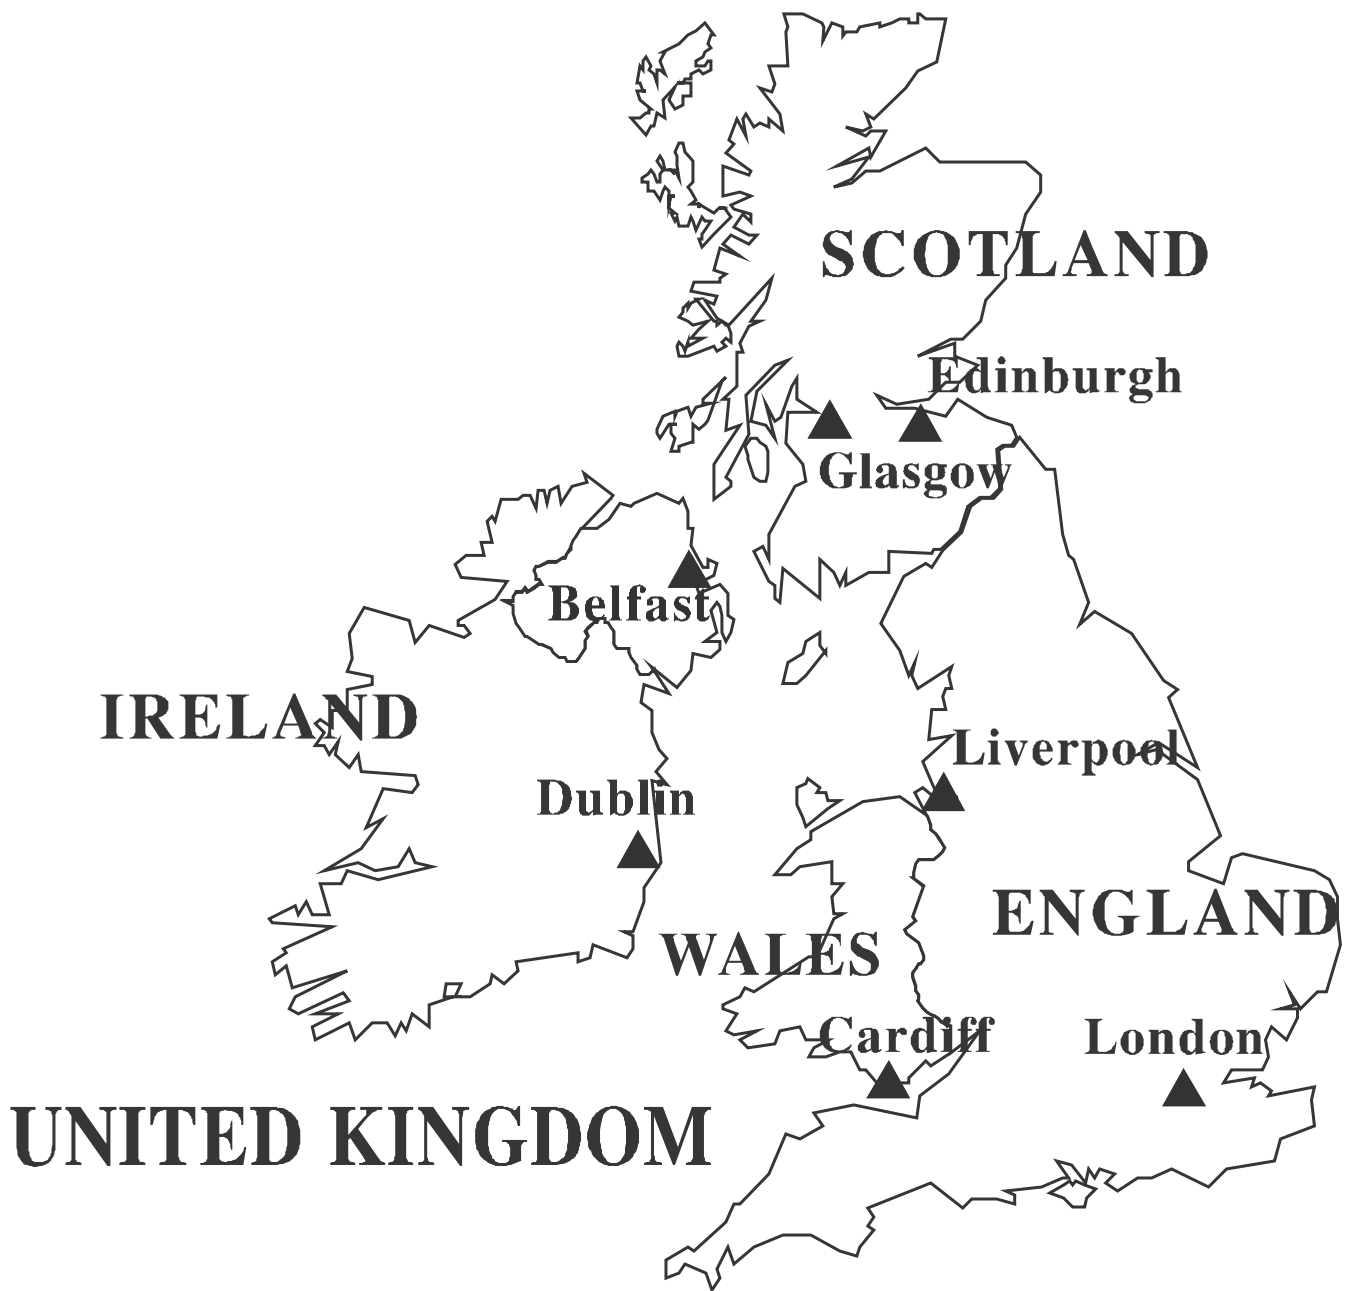 SCOTLAND
Edinburgh
Glasgow
Belfast
IRELAND
Liverpool
Dublin
ENGLAND
WALES
Cardiff
London
UNITED KINGDOM